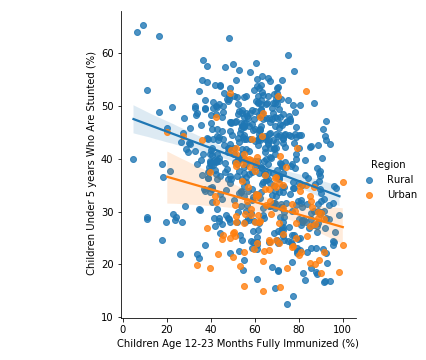 60
50
40
30
20
10
0
20
40
60
80
100
Children Under 5 years Who Are Stunted (%)
Children Age 12-23 Months Fully Immunized (%)
Region
Rural
Urban